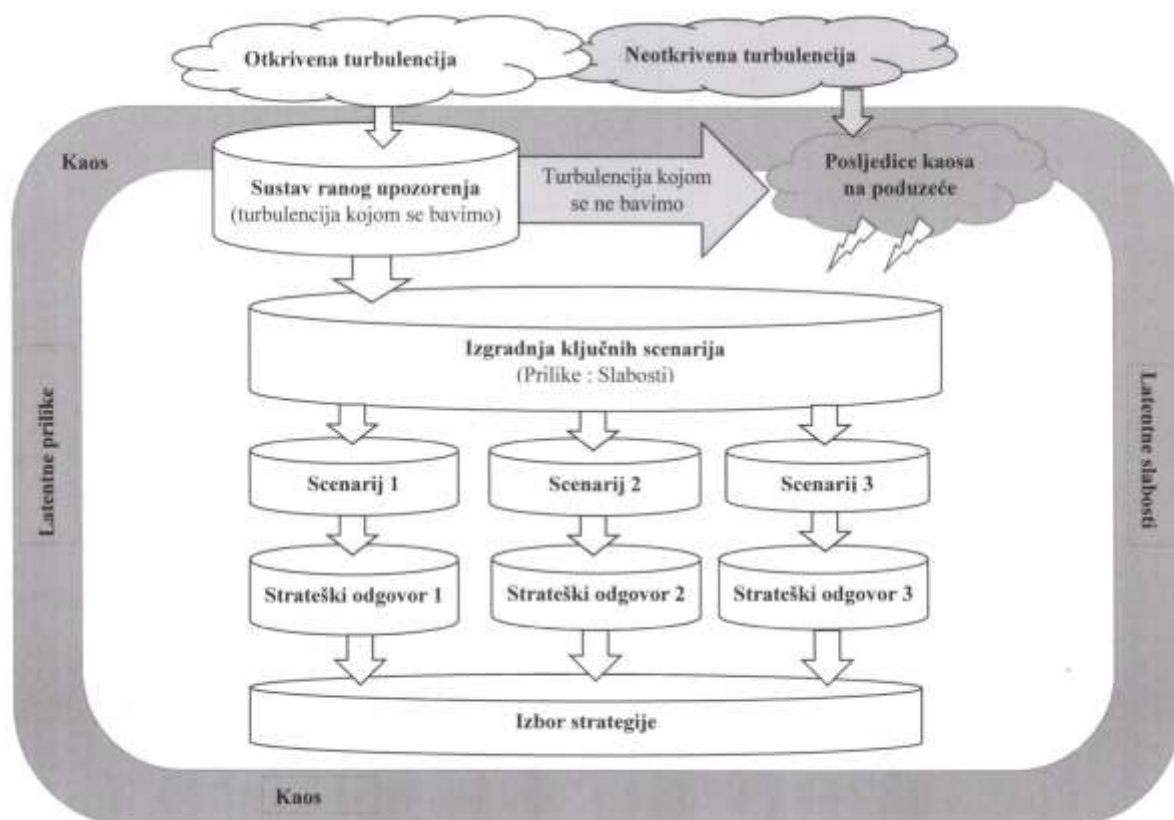 Otkrivena turbulencija
Neotkrivena turbulencija
Kaos
Sustav ranog upozorenja
(turbulencija kojom se bavimo)
Turbulencija kojom
se ne bavimo
Posljedice kaosa
na poduzeće
Izgradnja ključnih scenarija
(Prilike : Slabosti)
Latentne prilike
Latentne slabosti
Scenarij 1
Scenarij 2
Scenarij 3
Strateški odgovor 1
Strateški odgovor 2
Strateški odgovor 3
Izbor strategije
Kaos